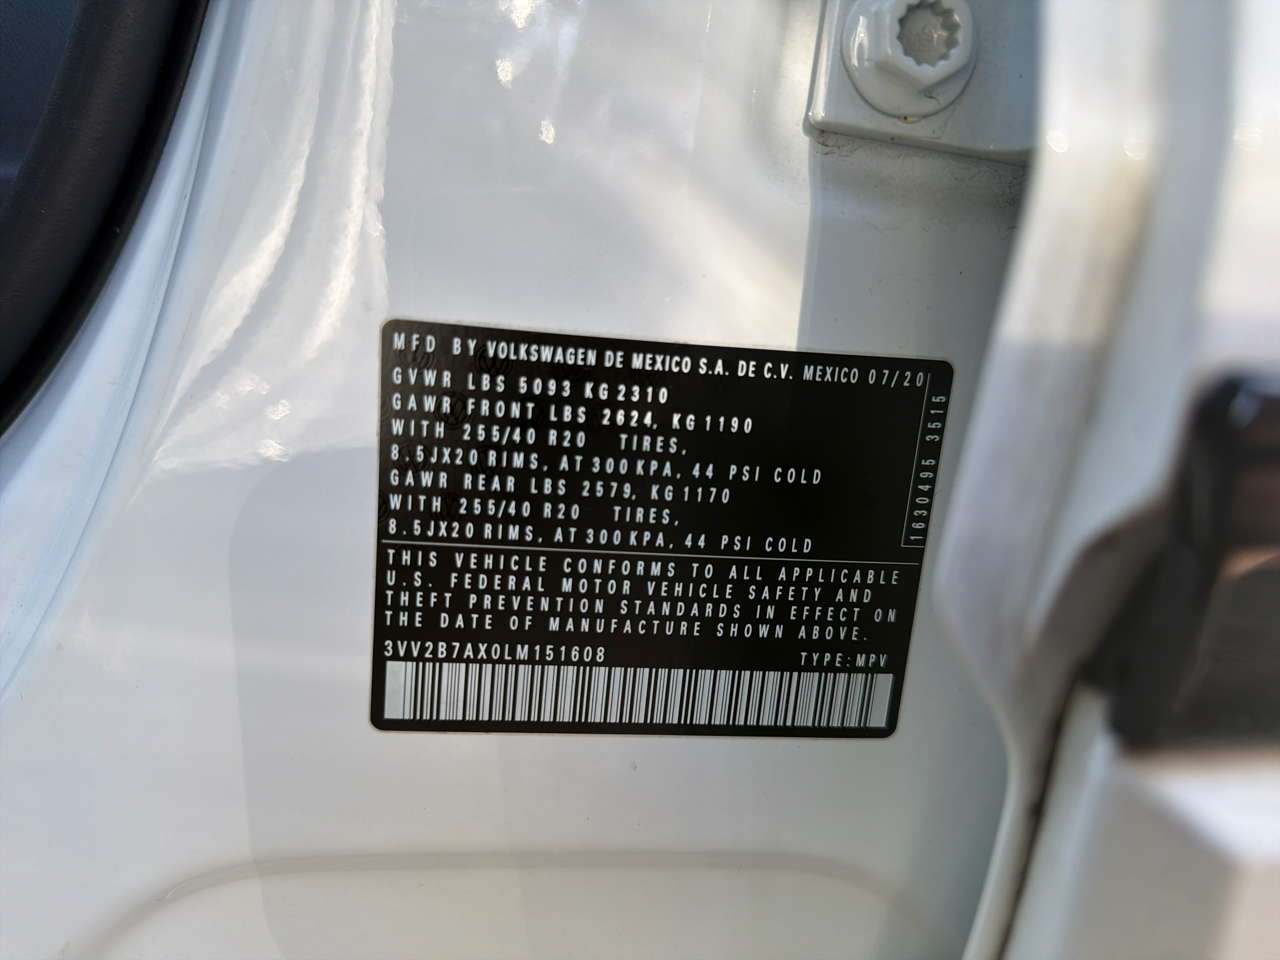 MFD BY VOLKSWAGEN DE MEXICO S.A. DE C.V. MEXICO 07/20
GVWR LBS 5093 KG 2310
GAWR FRONT LBS 2624, KG 1190
WITH 255/40 R20 TIRES,
8.5JX20 RIMS, AT 300 KPA, 44 PSI COLD
GAWR REAR LBS 2579, KG 1170
WITH 255/40 R20 TIRES,
8.5JX20 RIMS, AT 300 KPA, 44 PSI COLD
1630495 3515
THIS VEHICLE CONFORMS TO ALL APPLICABLE
U.S. FEDERAL MOTOR VEHICLE SAFETY AND
THEFT PREVENTION STANDARDS IN EFFECT ON
THE DATE OF MANUFACTURE SHOWN ABOVE.
3VV2B7AX0LM151608 TYPE:MPV